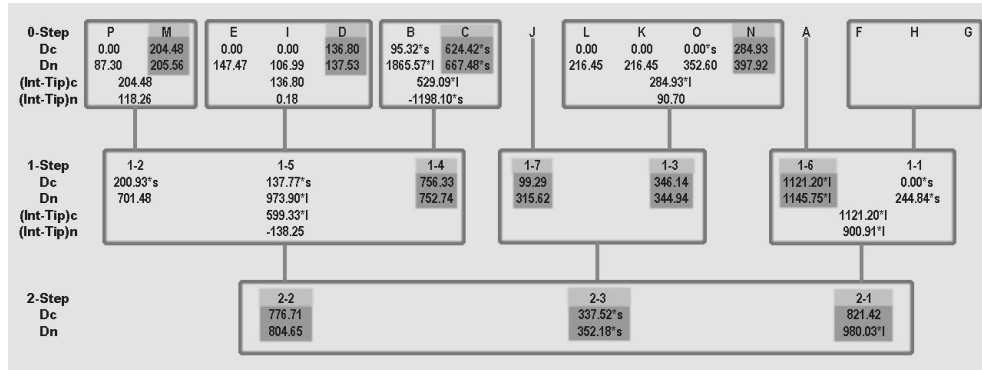 0-Step P M E I D B C J L K O N A F H G
Dc 0.00 204.48 0.00 0.00 136.80 95.32*s 624.42*s 0.00 0.00 0.00*s 284.93
Dn 87.30 205.56 147.47 106.99 137.53 1865.57*l 667.48*s 216.45 216.45 352.60 397.92
(Int-Tip)c 204.48 136.80 529.09*l 284.93*l
(Int-Tip)n 118.26 0.18 -1198.10*s 90.70
1-Step 1-2 1-5 1-4 1-7 1-3 1-6 1-1
Dc 200.93*s 137.77*s 756.33 99.29 346.14 1121.20*l 0.00*s
Dn 701.48 973.90*l 752.74 315.62 344.94 1145.75*l 244.84*s
(Int-Tip)c 599.33*l 1121.20*l
(Int-Tip)n -138.25 900.91*l
2-Step 2-2 2-3 2-1
Dc 776.71 337.52*s 821.42
Dn 804.65 352.18*s 980.03*l